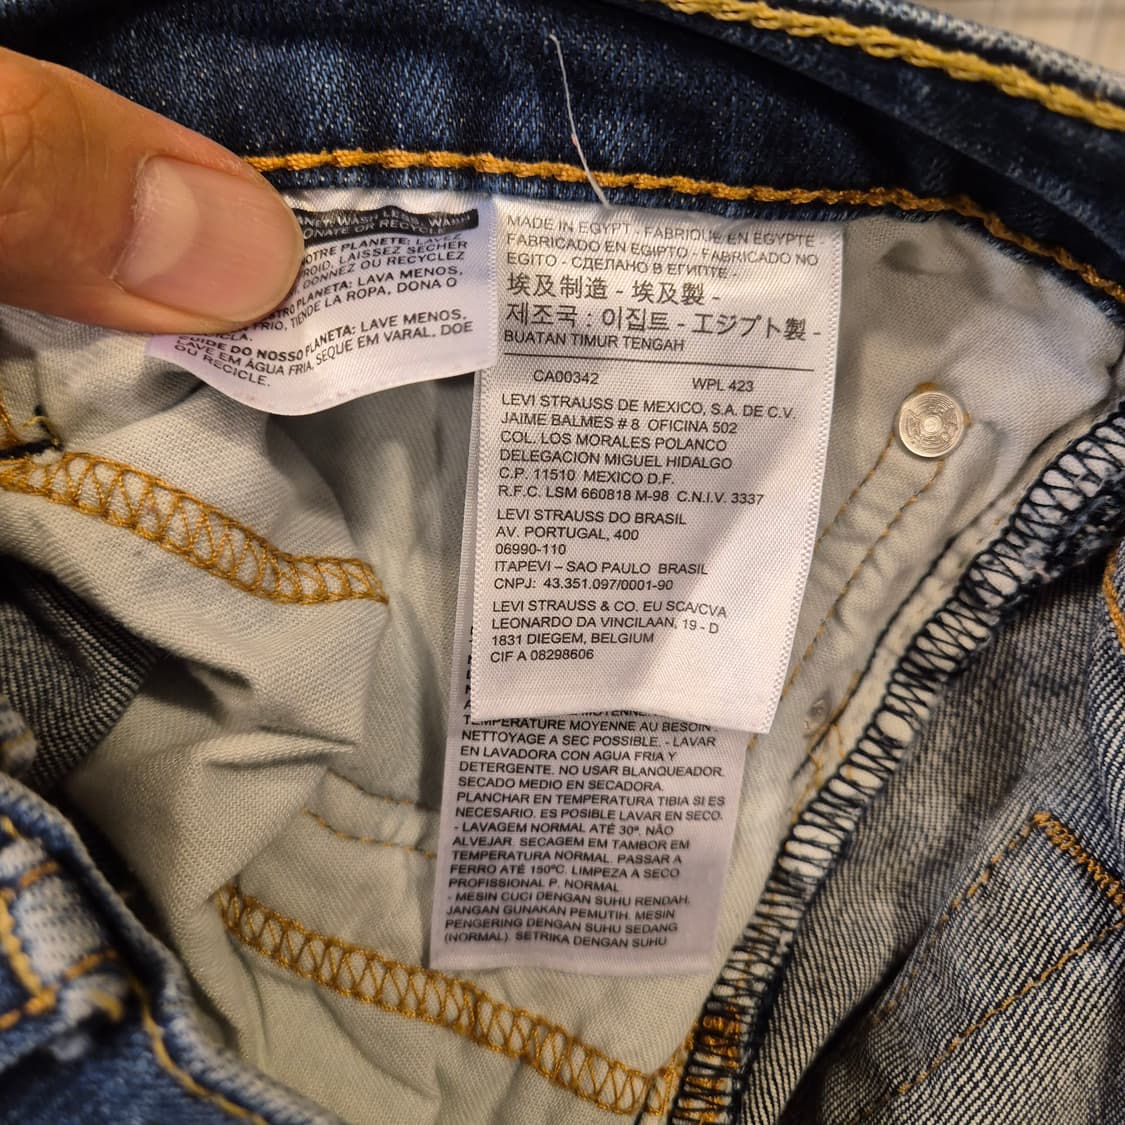 WASH LESS, WASH
ONATE OR RECYCLE
OTRE PLANETE: LAVEZ
ROID, LAISSEZ SECHER
DONNEZ OU RECYCLEZ
PLANETA: LAVA MENOS,
FRIO, TIENDE LA ROPA, DONA O
CLA.
DO NOSSO PLANETA: LAVE MENOS,
LAVE EM ÁGUA FRIA, SEQUE EM VARAL. DOE
OU RECICLE.
MADE IN EGYPT - FABRIQUE EN EGYPTE -
FABRICADO EN EGIPTO - FABRICADO NO
EGITO - СДЕЛАНО В ЕГИПТЕ
埃及制造 - 埃及製 -
제조국 : 이집트 - エジプト製 -
BUATAN TIMUR TENGAH
CA00342 WPL 423
LEVI STRAUSS DE MEXICO, S.A. DE C.V.
JAIME BALMES # 8 OFICINA 502
COL. LOS MORALES POLANCO
DELEGACION MIGUEL HIDALGO
C.P. 11510 MEXICO D.F.
R.F.C. LSM 660818 M-98 C.N.I.V. 3337
LEVI STRAUSS DO BRASIL
AV. PORTUGAL, 400
06990-110
ITAPEVI – SAO PAULO BRASIL
CNPJ: 43.351.097/0001-90
LEVI STRAUSS & CO. EU SCA/CVA
LEONARDO DA VINCILAAN, 19 - D
1831 DIEGEM, BELGIUM
CIF A 08298606
TEMPERATURE MOYENNE AU BESOIN
NETTOYAGE A SEC POSSIBLE. - LAVAR
EN LAVADORA CON AGUA FRIA Y
DETERGENTE. NO USAR BLANQUEADOR.
SECADO MEDIO EN SECADORA.
PLANCHAR EN TEMPERATURA TIBIA SI ES
NECESARIO. ES POSIBLE LAVAR EN SECO.
- LAVAGEM NORMAL ATÉ 30º. NÃO
ALVEJAR. SECAGEM EM TAMBOR EM
TEMPERATURA NORMAL. PASSAR A
FERRO ATÉ 150ºC. LIMPEZA A SECO
PROFISSIONAL P. NORMAL
- MESIN CUCI DENGAN SUHU RENDAH.
JANGAN GUNAKAN PEMUTIH. MESIN
PENGERING DENGAN SUHU SEDANG
(NORMAL). SETRIKA DENGAN SUHU